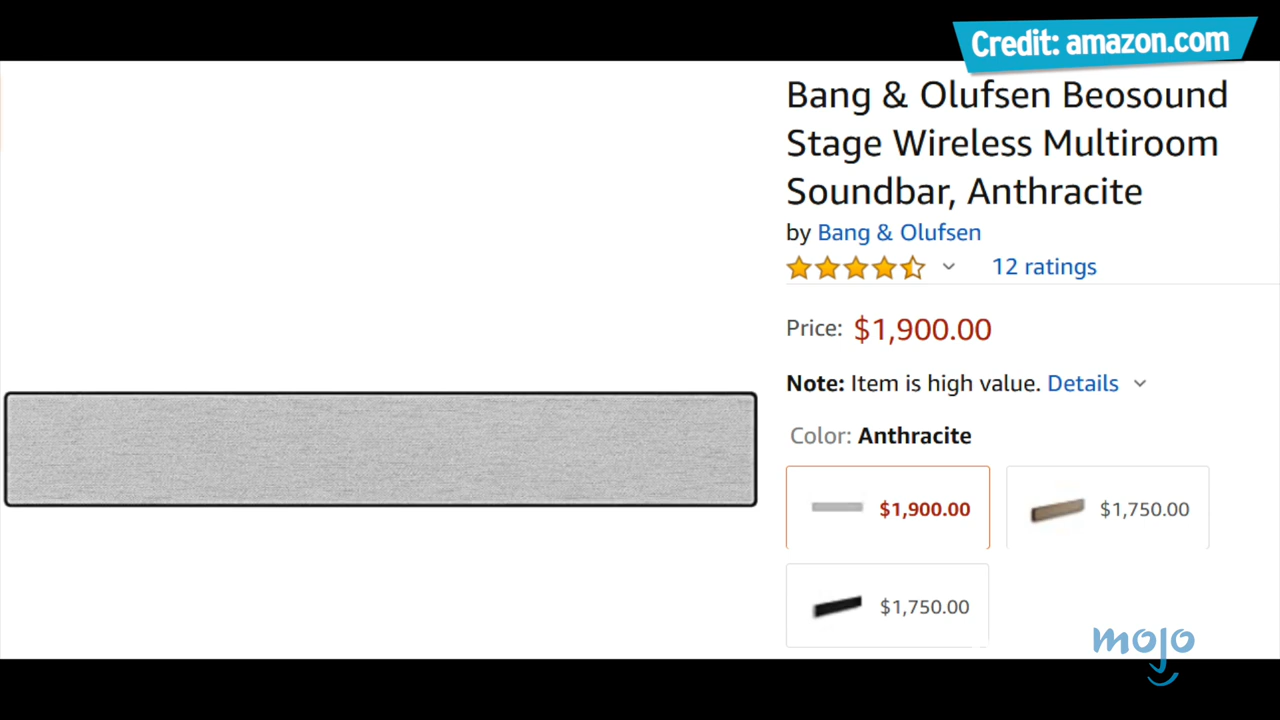 Credit: amazon.com
Bang & Olufsen Beosound
Stage Wireless Multiroom
Soundbar, Anthracite
by Bang & Olufsen
12 ratings
Price: $1,900.00
Note: Item is high value. Details
Color: Anthracite
$1,900.00
$1,750.00
$1,750.00
mojo